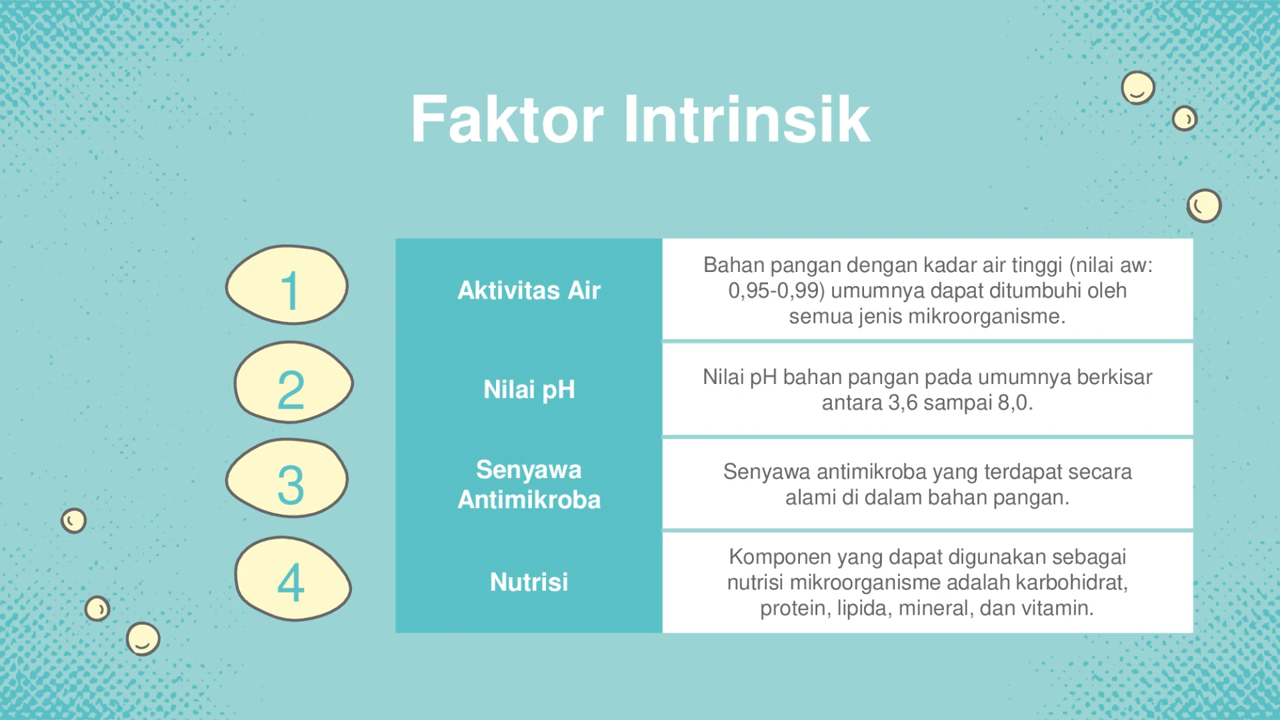 Faktor Intrinsik
1
Aktivitas Air
Bahan pangan dengan kadar air tinggi (nilai aw:
0,95-0,99) umumnya dapat ditumbuhi oleh
semua jenis mikroorganisme.
2
Nilai pH
Nilai pH bahan pangan pada umumnya berkisar
antara 3,6 sampai 8,0.
3
Senyawa
Antimikroba
Senyawa antimikroba yang terdapat secara
alami di dalam bahan pangan.
4
Nutrisi
Komponen yang dapat digunakan sebagai
nutrisi mikroorganisme adalah karbohidrat,
protein, lipida, mineral, dan vitamin.